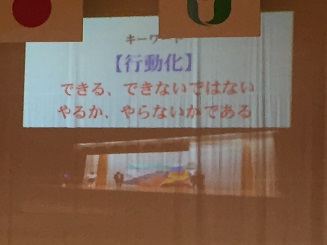 キーワード
【行動化】
できる、できないではない
やるか、やらないかである